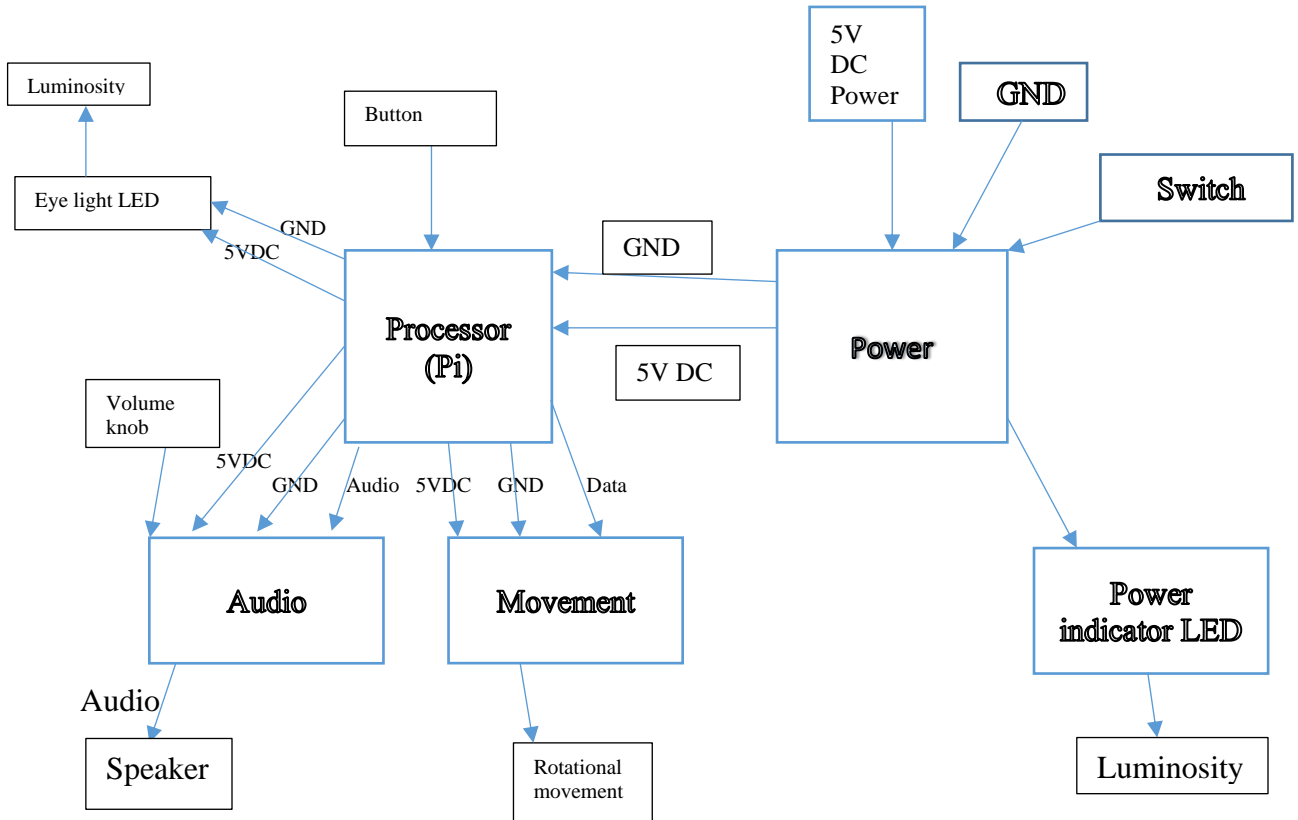 5V
DC
Power
GND
Luminosity
Button
Switch
Eye light LED
GND
5VDC
GND
Processor
(Pi)
Power
5V DC
Volume
knob
5VDC
GND
Audio
5VDC
GND
Data
Audio
Movement
Power
indicator LED
Audio
Speaker
Rotational
movement
Luminosity